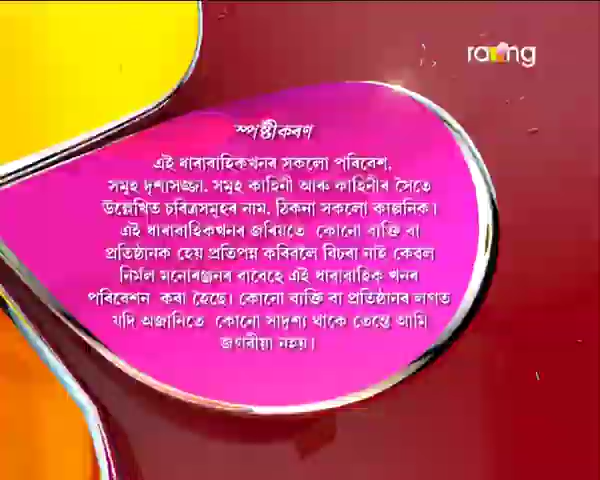 rang
স্পষ্টীকৰণ
এই ধাৰাবাহিকখনৰ সকলো পৰিবেশ,
সমূহ দৃশ্যসজ্জা, সমূহ কাহিনী আৰু কাহিনীৰ সৈতে
উল্লেখিত চৰিত্ৰসমূহৰ নাম, ঠিকনা সকলো কাল্পনিক।
এই ধাৰাবাহিকখনৰ জৰিয়তে কোনো ব্যক্তি বা
প্ৰতিষ্ঠানক হেয় প্ৰতিপন্ন কৰিবলৈ বিচৰা নাই কেৱল
নিৰ্মল মনোৰঞ্জনৰ বাবেহে এই ধাৰাবাহিক খনৰ
পৰিবেশন কৰা হৈছে। কোনো ব্যক্তি বা প্ৰতিষ্ঠানৰ লগত
যদি অজানিতে কোনো সাদৃশ্য থাকে তেন্তে আমি
জগৰীয়া নহয়।